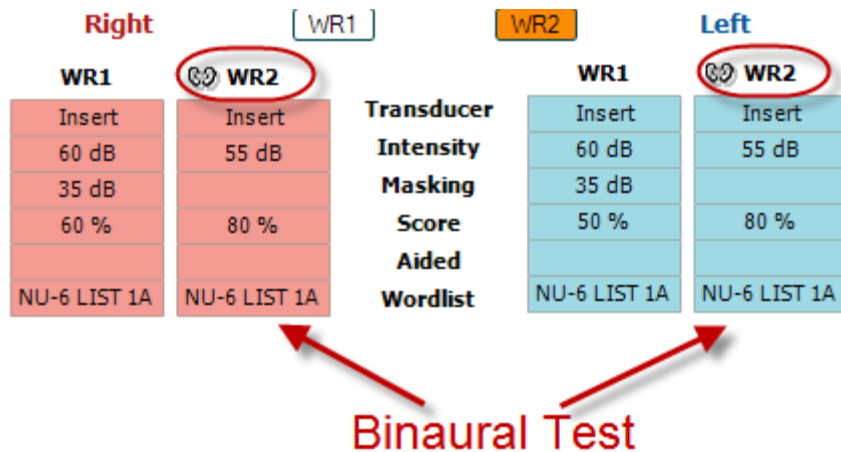 Right WR1 WR2 Left
WR1 WR2 WR1 WR2
Insert Insert Transducer Insert Insert
60 dB 55 dB Intensity 60 dB 55 dB
35 dB Masking 35 dB
60 % 80 % Score 50 % 80 %
Aided
NU-6 LIST 1A NU-6 LIST 1A Wordlist NU-6 LIST 1A NU-6 LIST 1A
Binaural Test